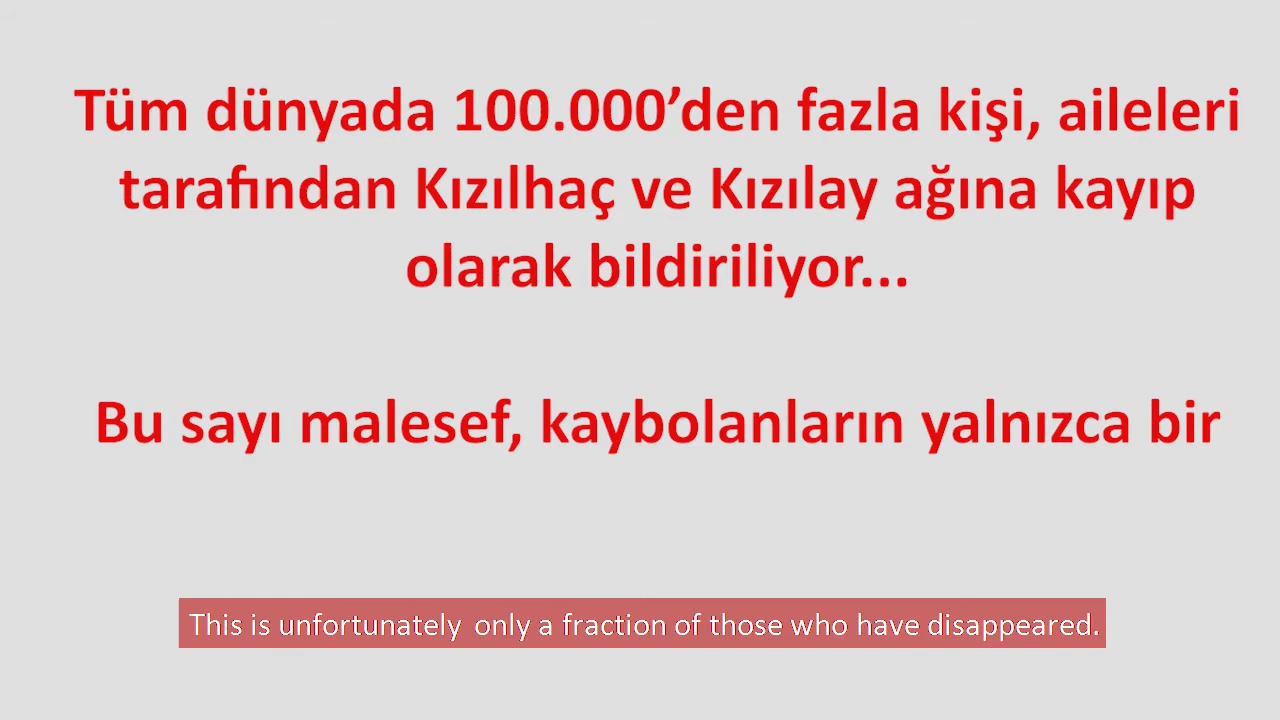 Tüm dünyada 100.000’den fazla kişi, aileleri
tarafından Kızılhaç ve Kızılay ağına kayıp
olarak bildiriliyor...
Bu sayı malesef, kaybolanların yalnızca bir
This is unfortunately only a fraction of those who have disappeared.